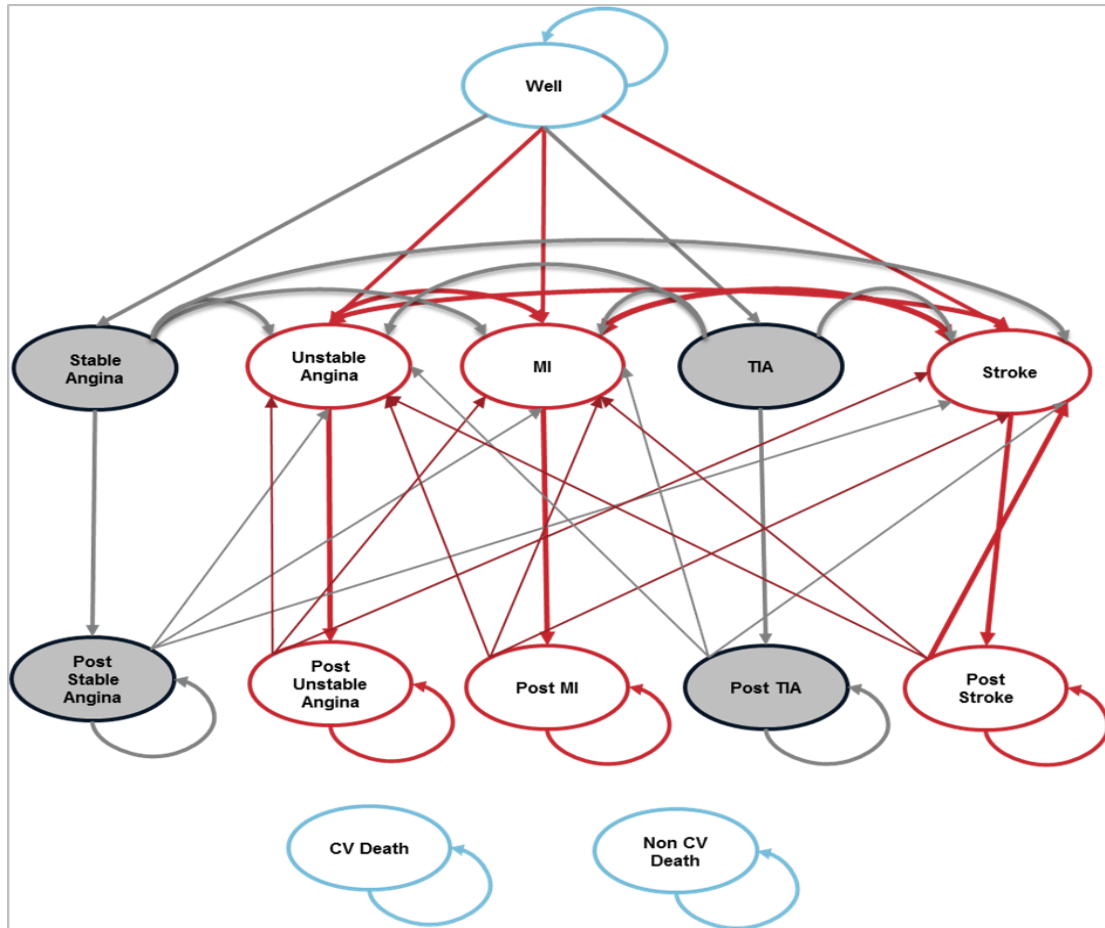 Well
Stable
Angina
Unstable
Angina
MI
TIA
Stroke
Post
Stable
Angina
Post
Unstable
Angina
Post MI
Post TIA
Post
Stroke
CV Death
Non CV
Death